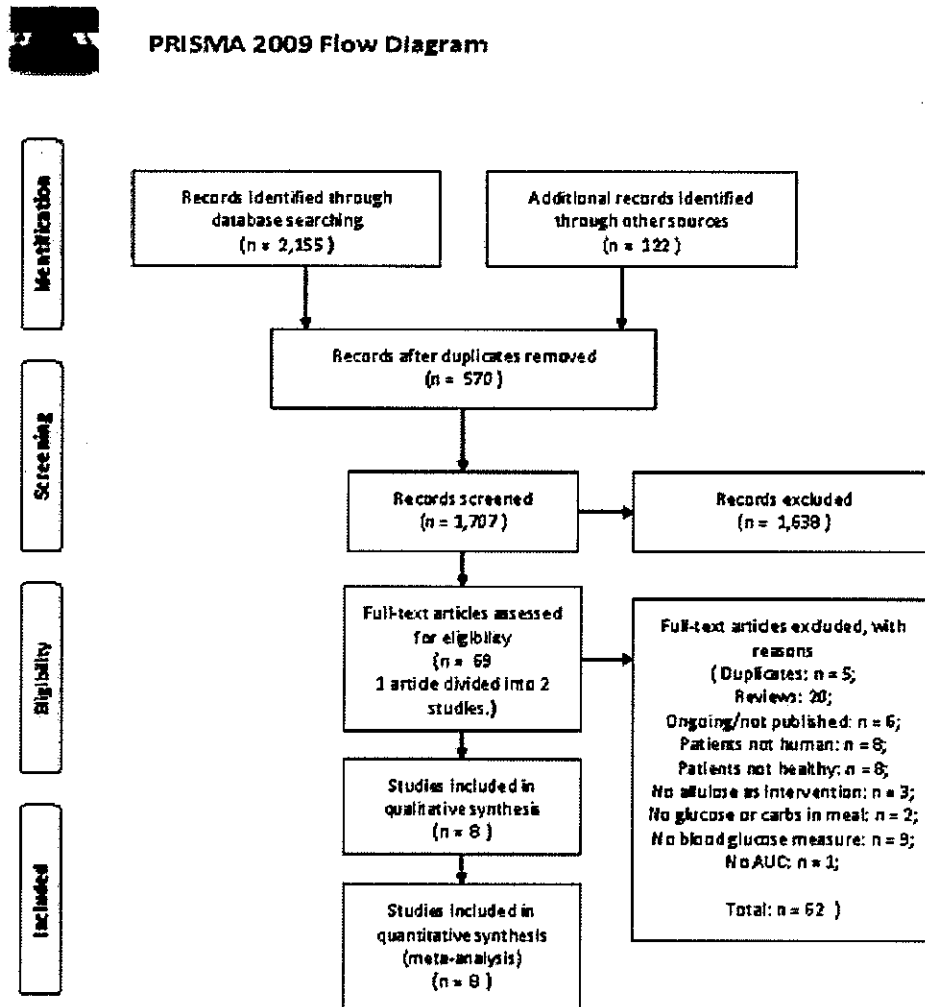 PRISMA 2009 Flow Diagram
Identification
Records identified through
database searching
(n = 2,155)
Additional records identified
through other sources
(n = 122)
Records after duplicates removed
(n = 570)
Screening
Records screened
(n = 1,707)
Records excluded
(n = 1,638)
Eligibility
Full-text articles assessed
for eligibility
(n = 69
1 article divided into 2
studies.)
Full-text articles excluded, with
reasons
(Duplicates: n = 5;
Reviews: 20;
Ongoing/not published: n = 6;
Patients not human: n = 8;
Patients not healthy: n = 8;
No allulose as intervention: n = 3;
No glucose or carbs in meal: n = 2;
No blood glucose measure: n = 9;
No AUC: n = 1;
Total: n = 62 )
Studies included in
qualitative synthesis
(n = 8)
Included
Studies included in
quantitative synthesis
(meta-analysis)
(n = 8)